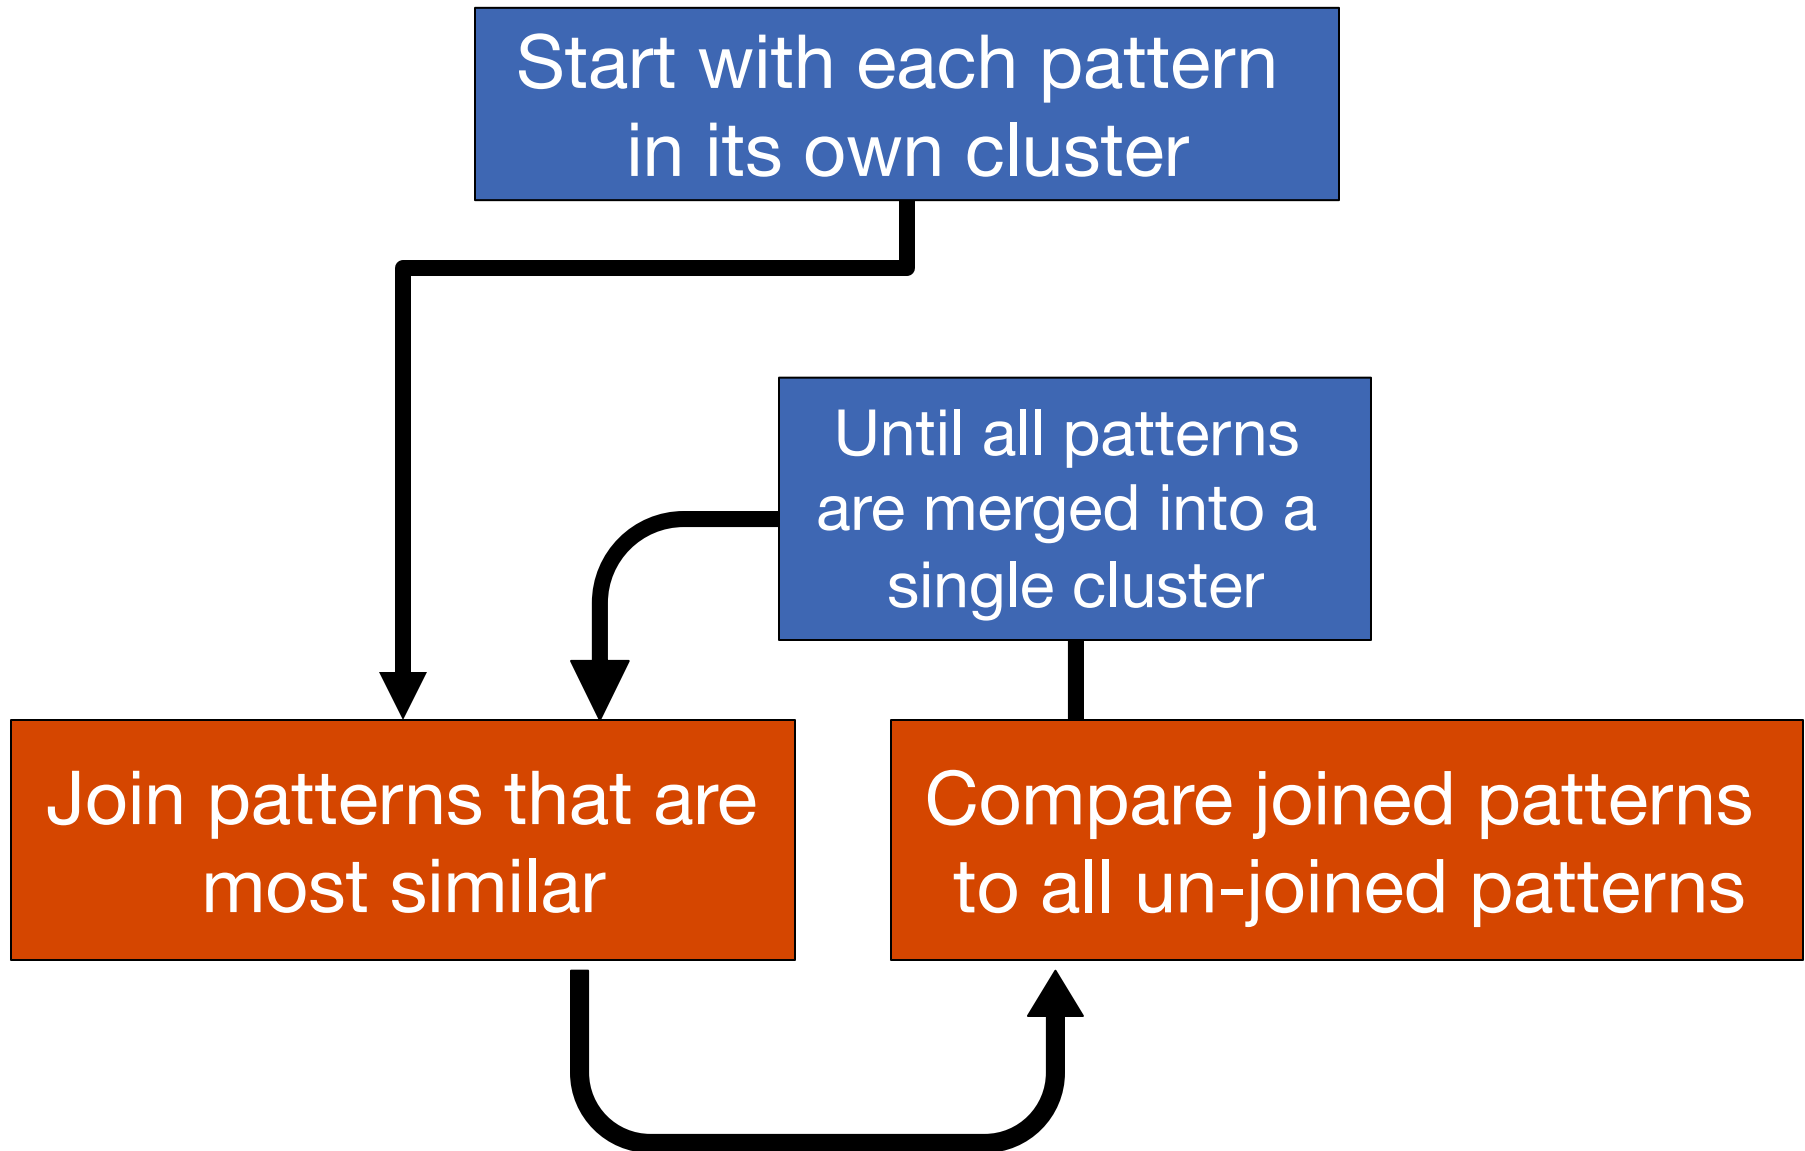 Start with each pattern
in its own cluster
Until all patterns
are merged into a
single cluster
Join patterns that are
most similar
Compare joined patterns
to all un-joined patterns